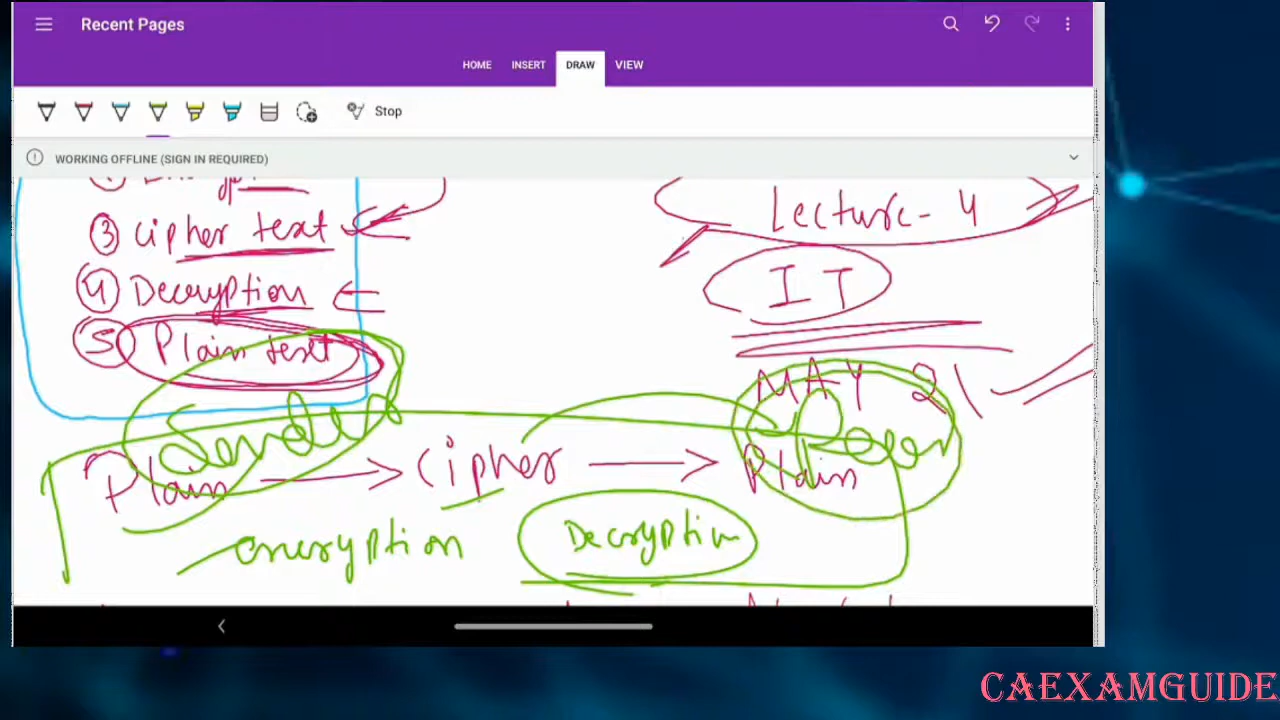 Recent Pages
HOME INSERT DRAW VIEW
Stop
WORKING OFFLINE (SIGN IN REQUIRED)
③ Cipher text
④ Decryption
⑤ Plain text
Lecture - 4
IT
MAY 21
Sender
Plain → Cipher → Plain
encryption Decryption
CAEXAMGUIDE